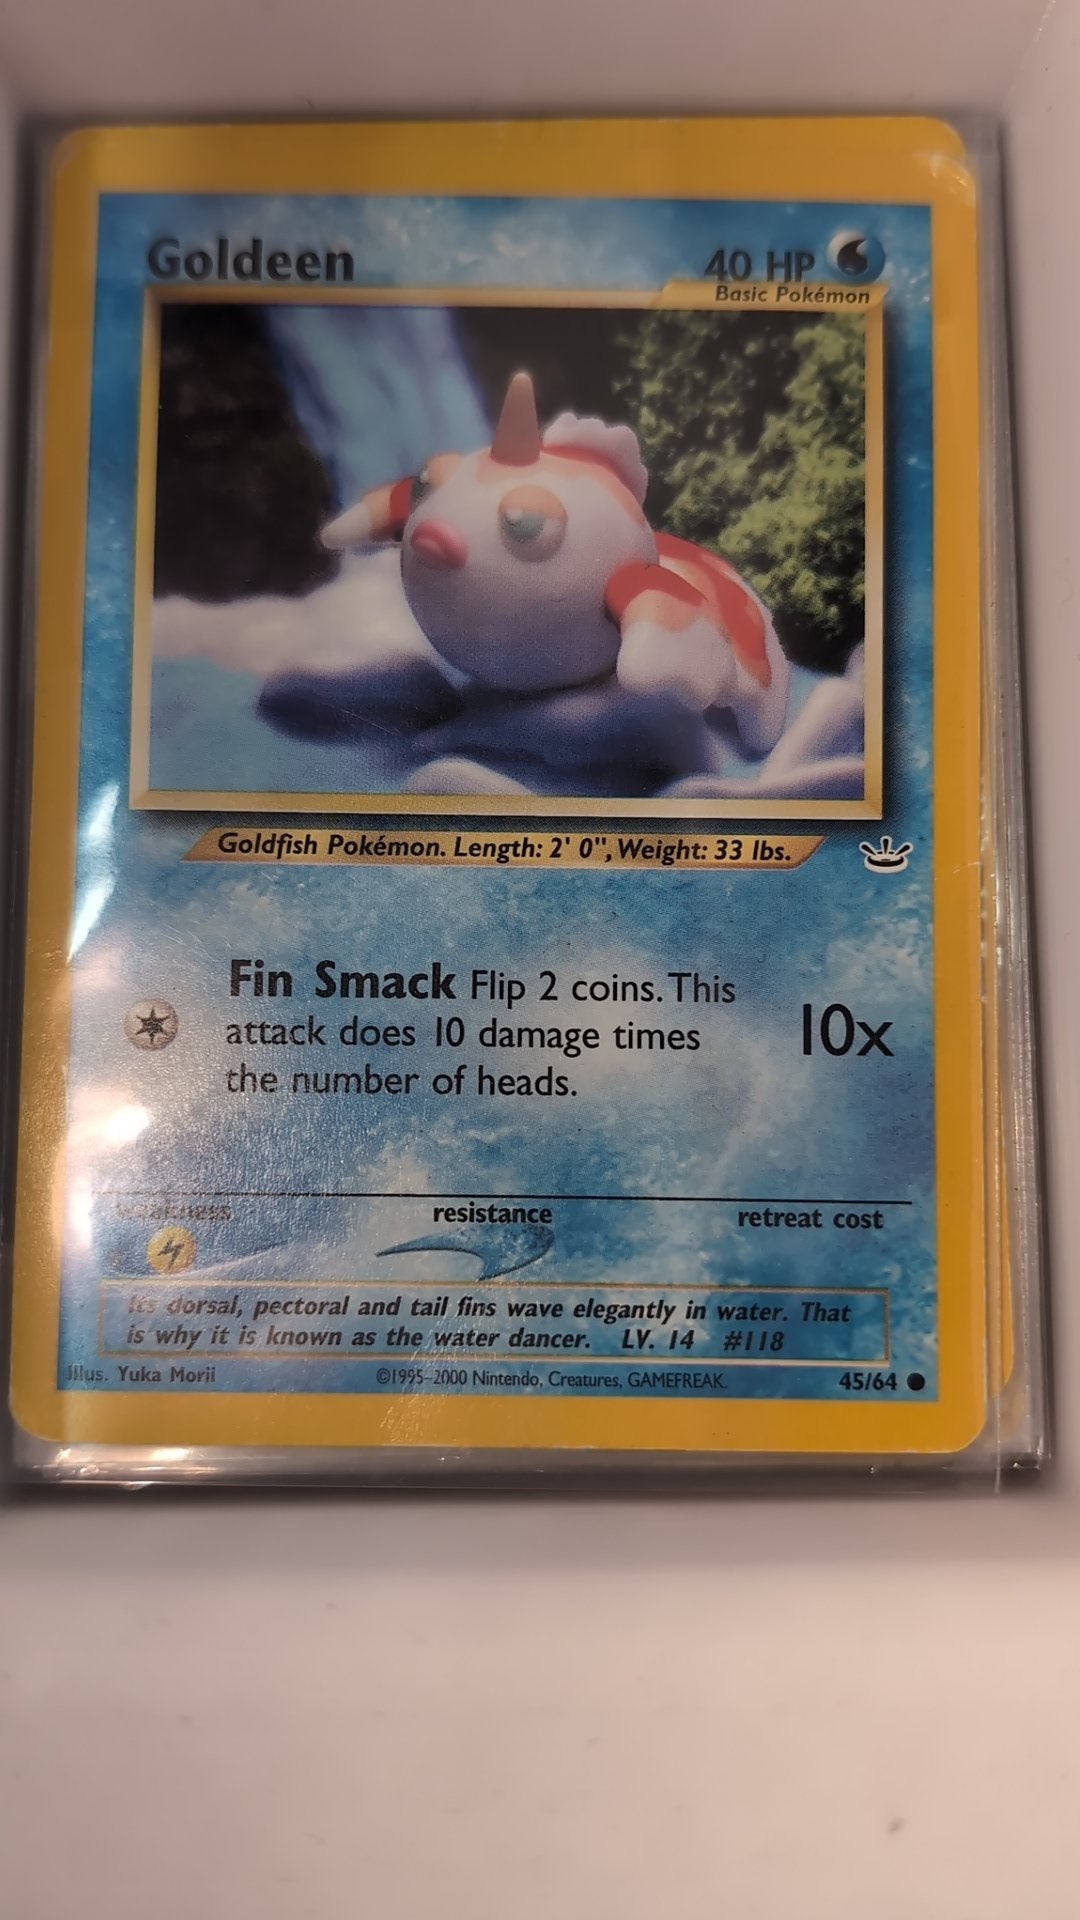 Goldeen
40 HP
Basic Pokémon
Goldfish Pokémon. Length: 2' 0", Weight: 33 lbs.
Fin Smack Flip 2 coins. This
attack does 10 damage times
the number of heads.
10x
weakness resistance retreat cost
Its dorsal, pectoral and tail fins wave elegantly in water. That
is why it is known as the water dancer. LV. 14 #118
Illus. Yuka Morii
©1995-2000 Nintendo, Creatures, GAMEFREAK.
45/64